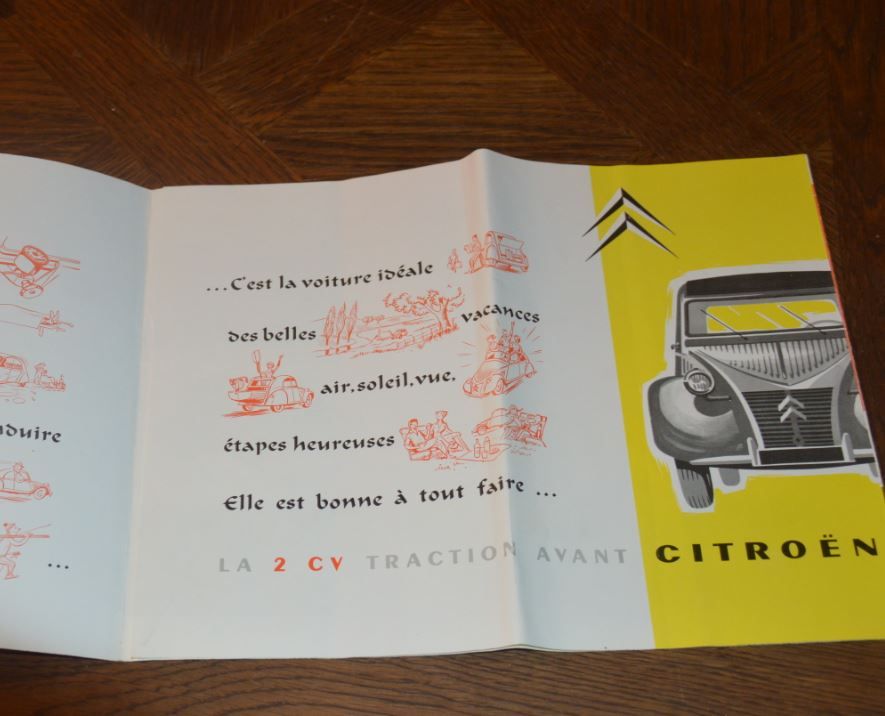 ...C'est la voiture idéale
des belles vacances
air, soleil, vue,
étapes heureuses
Elle est bonne à tout faire ...
LA 2 CV TRACTION AVANT CITROËN
...